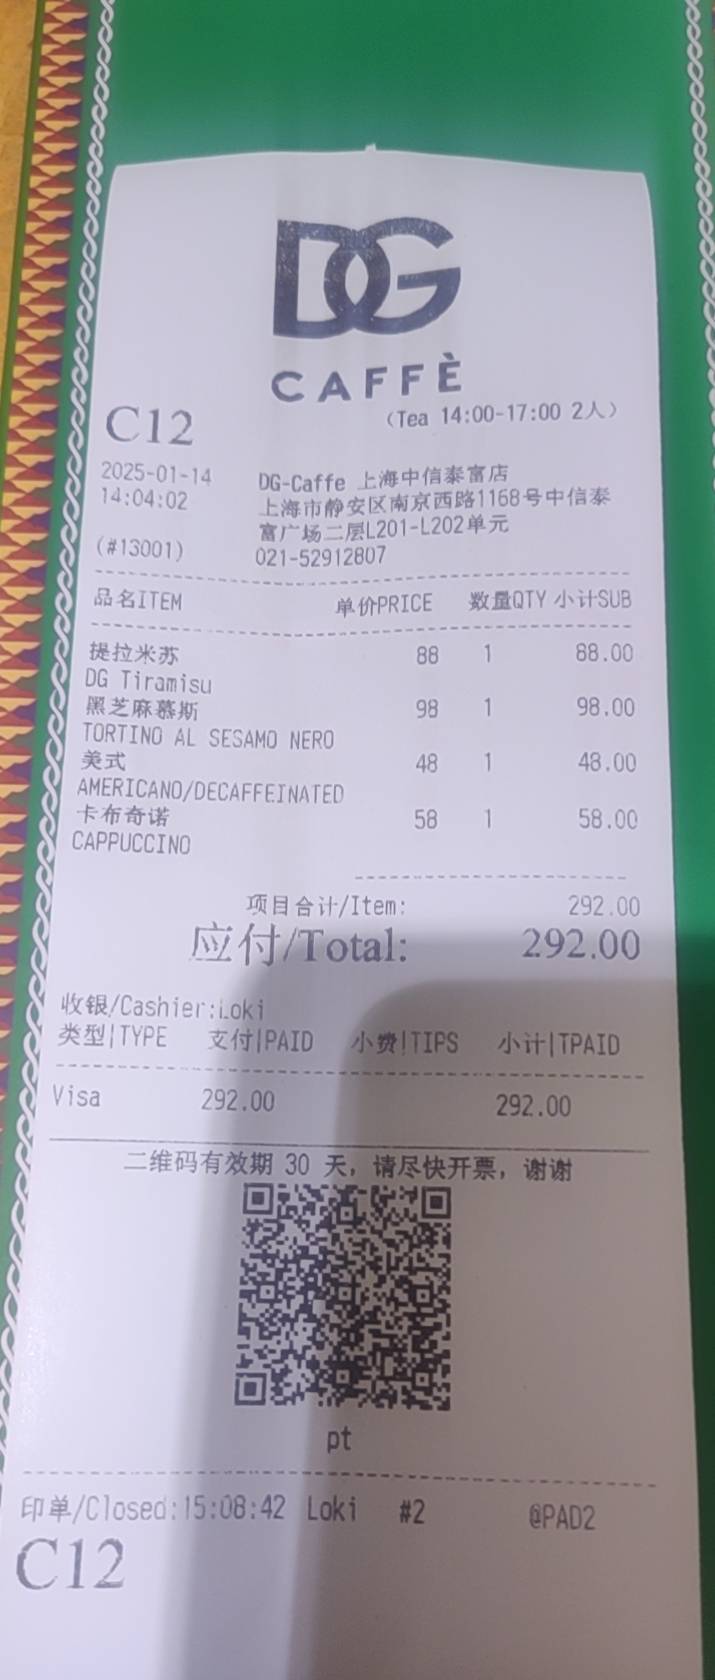 DG
CAFFÈ
C12
(Tea 14:00-17:00 2人)
2025-01-14
14:04:02
DG-Caffe 上海中信泰富店
上海市静安区南京西路1168号中信泰
富广场二层L201-L202单元
(#13001)
021-52912807
品名ITEM 单价PRICE 数量QTY 小计SUB
提拉米苏 88 1 88.00
DG Tiramisu
黑芝麻慕斯 98 1 98.00
TORTINO AL SESAMO NERO
美式 48 1 48.00
AMERICANO/DECAFFEINATED
卡布奇诺 58 1 58.00
CAPPUCCINO
项目合计/Item: 292.00
应付/Total: 292.00
收银/Cashier:Loki
类型|TYPE 支付|PAID 小费|TIPS 小计|TPAID
Visa 292.00 292.00
二维码有效期 30 天，请尽快开票，谢谢
pt
印单/Closed:15:08:42 Loki #2 @PAD2
C12